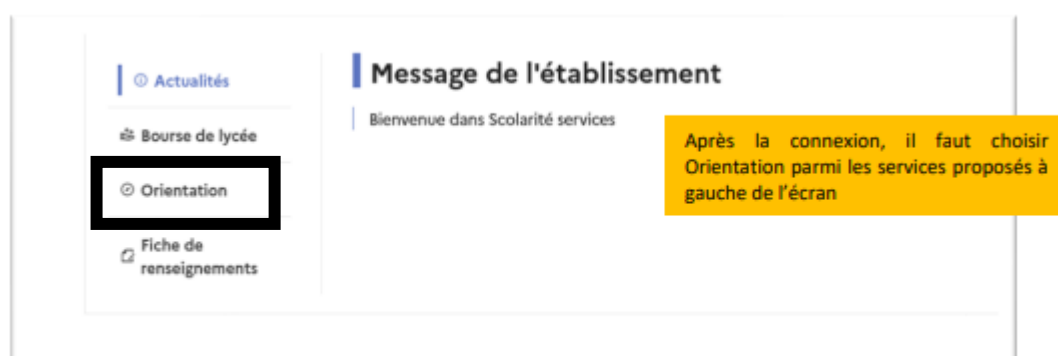 Actualités
Bourse de lycée
Orientation
Fiche de
renseignements
Message de l'établissement
Bienvenue dans Scolarité services
Après la connexion, il faut choisir
Orientation parmi les services proposés à
gauche de l'écran